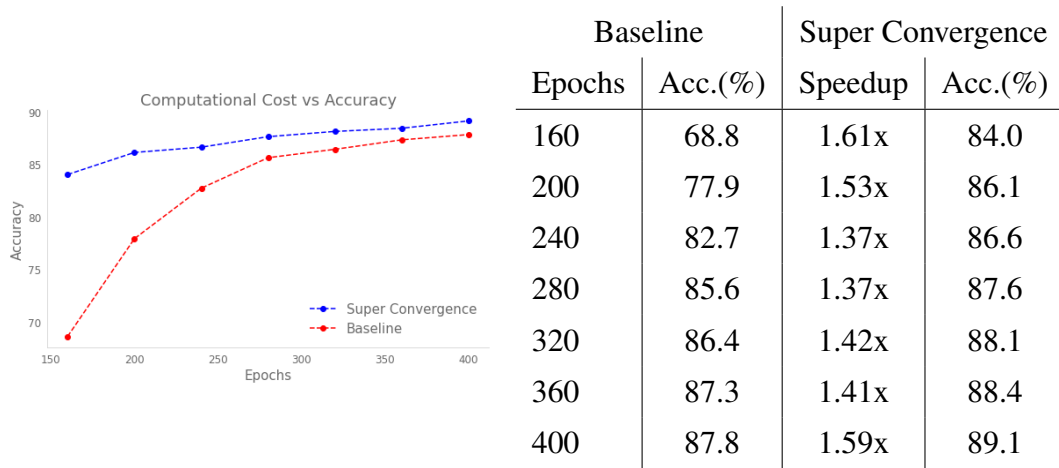 Computational Cost vs Accuracy
90
85
80
75
70
Accuracy
150 200 250 300 350 400
Epochs
Super Convergence
Baseline
Baseline Super Convergence
Epochs Acc.(%) Speedup Acc.(%)
160 68.8 1.61x 84.0
200 77.9 1.53x 86.1
240 82.7 1.37x 86.6
280 85.6 1.37x 87.6
320 86.4 1.42x 88.1
360 87.3 1.41x 88.4
400 87.8 1.59x 89.1